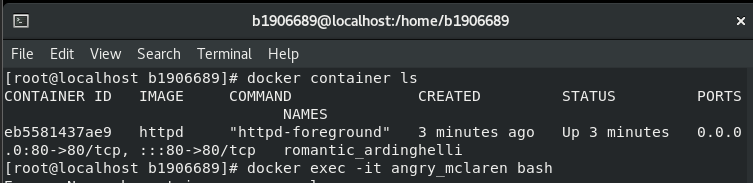 b1906689@localhost:/home/b1906689
File Edit View Search Terminal Help
[root@localhost b1906689]# docker container ls
CONTAINER ID   IMAGE     COMMAND              CREATED         STATUS         PORTS
                                NAMES
eb5581437ae9   httpd     "httpd-foreground"   3 minutes ago   Up 3 minutes   0.0.0
.0:80->80/tcp, :::80->80/tcp   romantic_ardinghelli
[root@localhost b1906689]# docker exec -it angry_mclaren bash